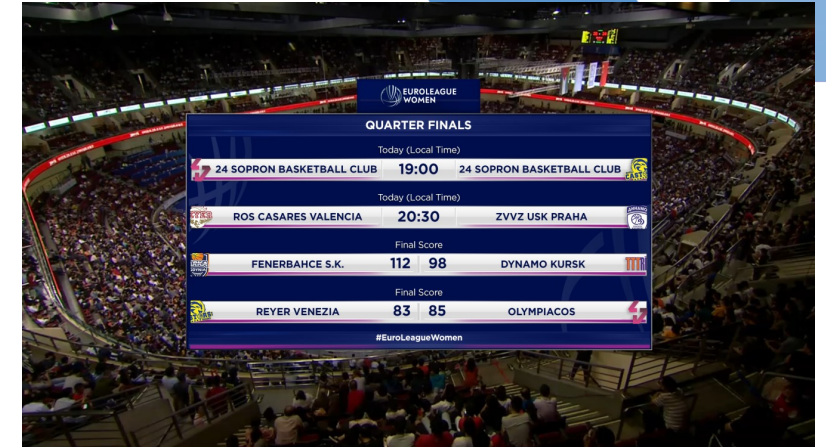 EUROLEAGUE
WOMEN
QUARTER FINALS
Today (Local Time)
24 SOPRON BASKETBALL CLUB 19:00 24 SOPRON BASKETBALL CLUB
Today (Local Time)
ROS CASARES VALENCIA 20:30 ZVVZ USK PRAHA
Final Score
FENERBAHCE S.K. 112 98 DYNAMO KURSK
Final Score
REYER VENEZIA 83 85 OLYMPIACOS
#EuroLeagueWomen